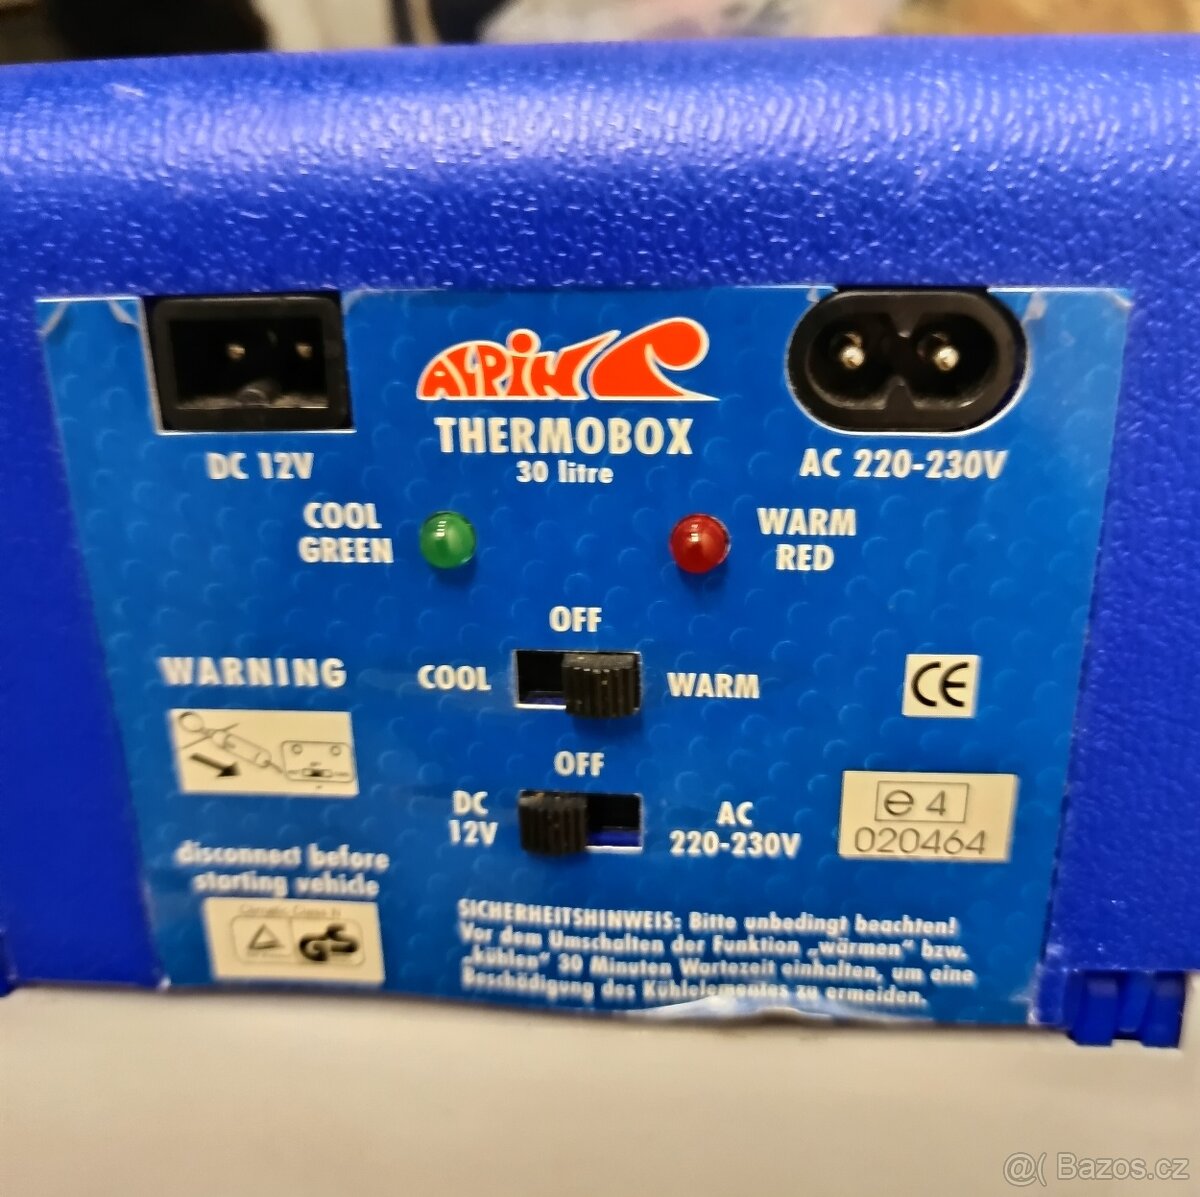 ALPIN
THERMOBOX
30 litre
DC 12V
AC 220-230V
COOL
GREEN
WARM
RED
OFF
COOL
WARM
WARNING
CE
OFF
DC
12V
AC
220-230V
e 4
020464
disconnect before
starting vehicle
GS
SICHERHEITSHINWEIS: Bitte unbedingt beachten!
Vor dem Umschalten der Funktion „wärmen" bzw.
„kühlen" 30 Minuten Wartezeit einhalten, um eine
Beschädigung des Kühlelementes zu ermeiden.
@( Bazos.cz